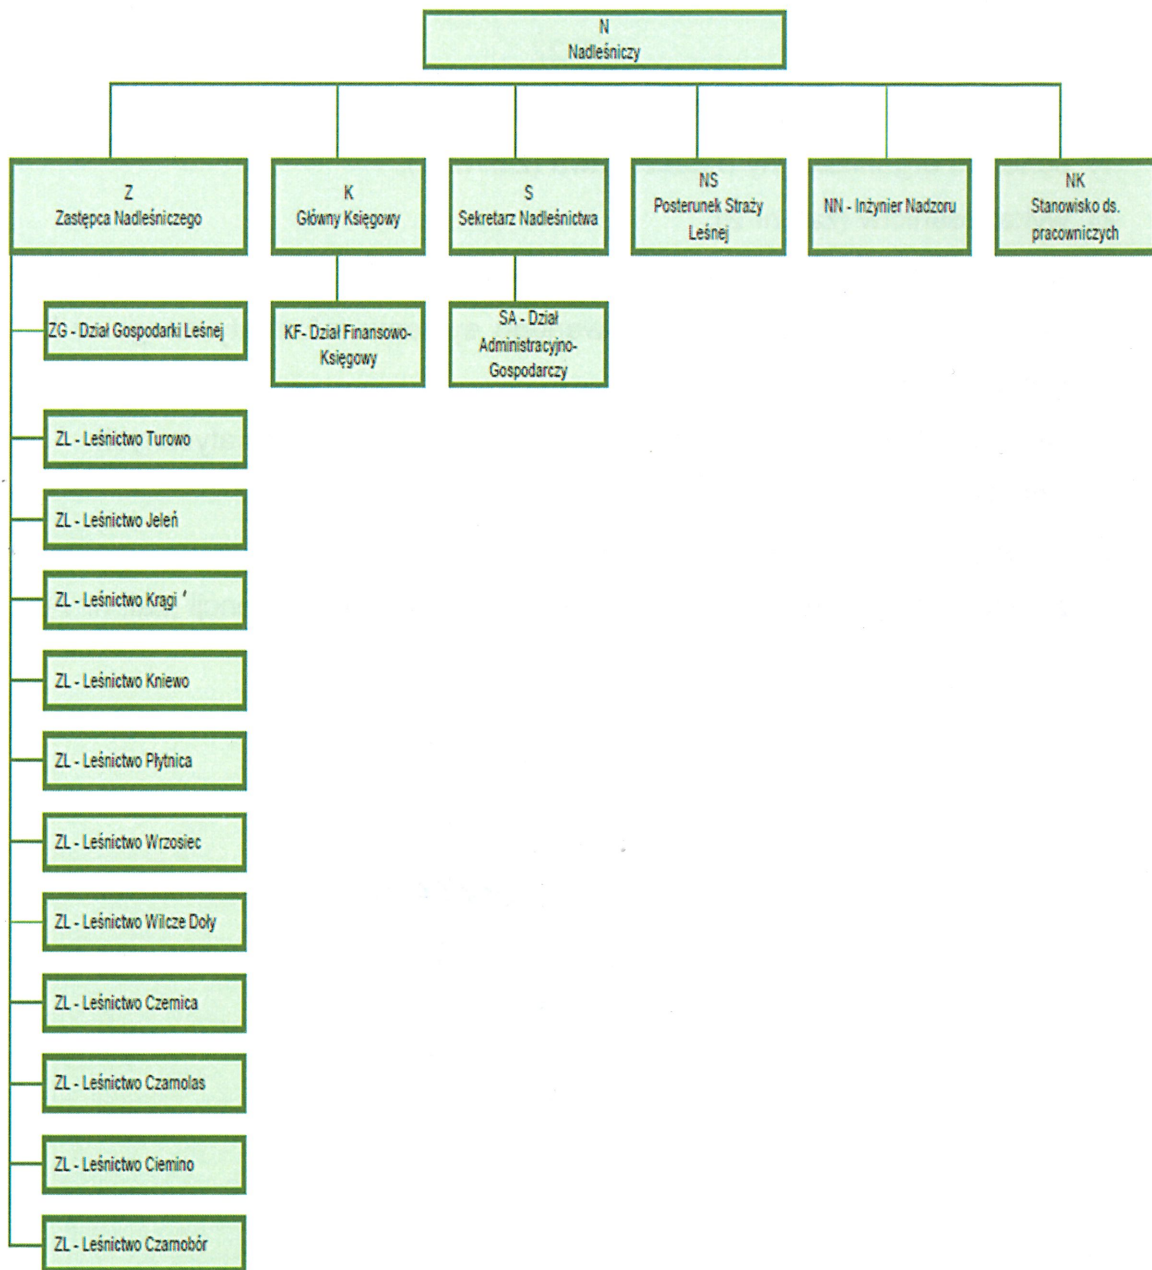 N
Nadleśniczy
Z
Zastępca Nadleśniczego
K
Główny Księgowy
S
Sekretarz Nadleśnictwa
NS
Posterunek Straży
Leśnej
NN - Inżynier Nadzoru
NK
Stanowisko ds.
pracowniczych
ZG - Dział Gospodarki Leśnej
KF- Dział Finansowo-
Księgowy
SA - Dział
Administracyjno-
Gospodarczy
ZL - Leśnictwo Turowo
ZL - Leśnictwo Jeleń
ZL - Leśnictwo Krągi
ZL - Leśnictwo Kniewo
ZL - Leśnictwo Płytnica
ZL - Leśnictwo Wrzosiec
ZL - Leśnictwo Wilcze Doły
ZL - Leśnictwo Czernica
ZL - Leśnictwo Czarnolas
ZL - Leśnictwo Ciemino
ZL - Leśnictwo Czarnobór